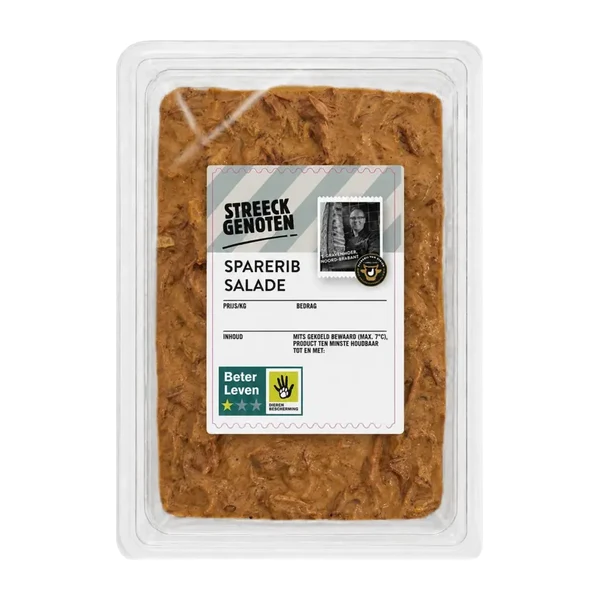 STREECK
GENOTEN
'S-GRAVENMOER,
NOORD-BRABANT
SPARERIB
SALADE
PRIJS/KG
BEDRAG
INHOUD
MITS GEKOELD BEWAARD (MAX. 7°C),
PRODUCT TEN MINSTE HOUDBAAR
TOT EN MET:
Beter
Leven
DIEREN
BESCHERMING